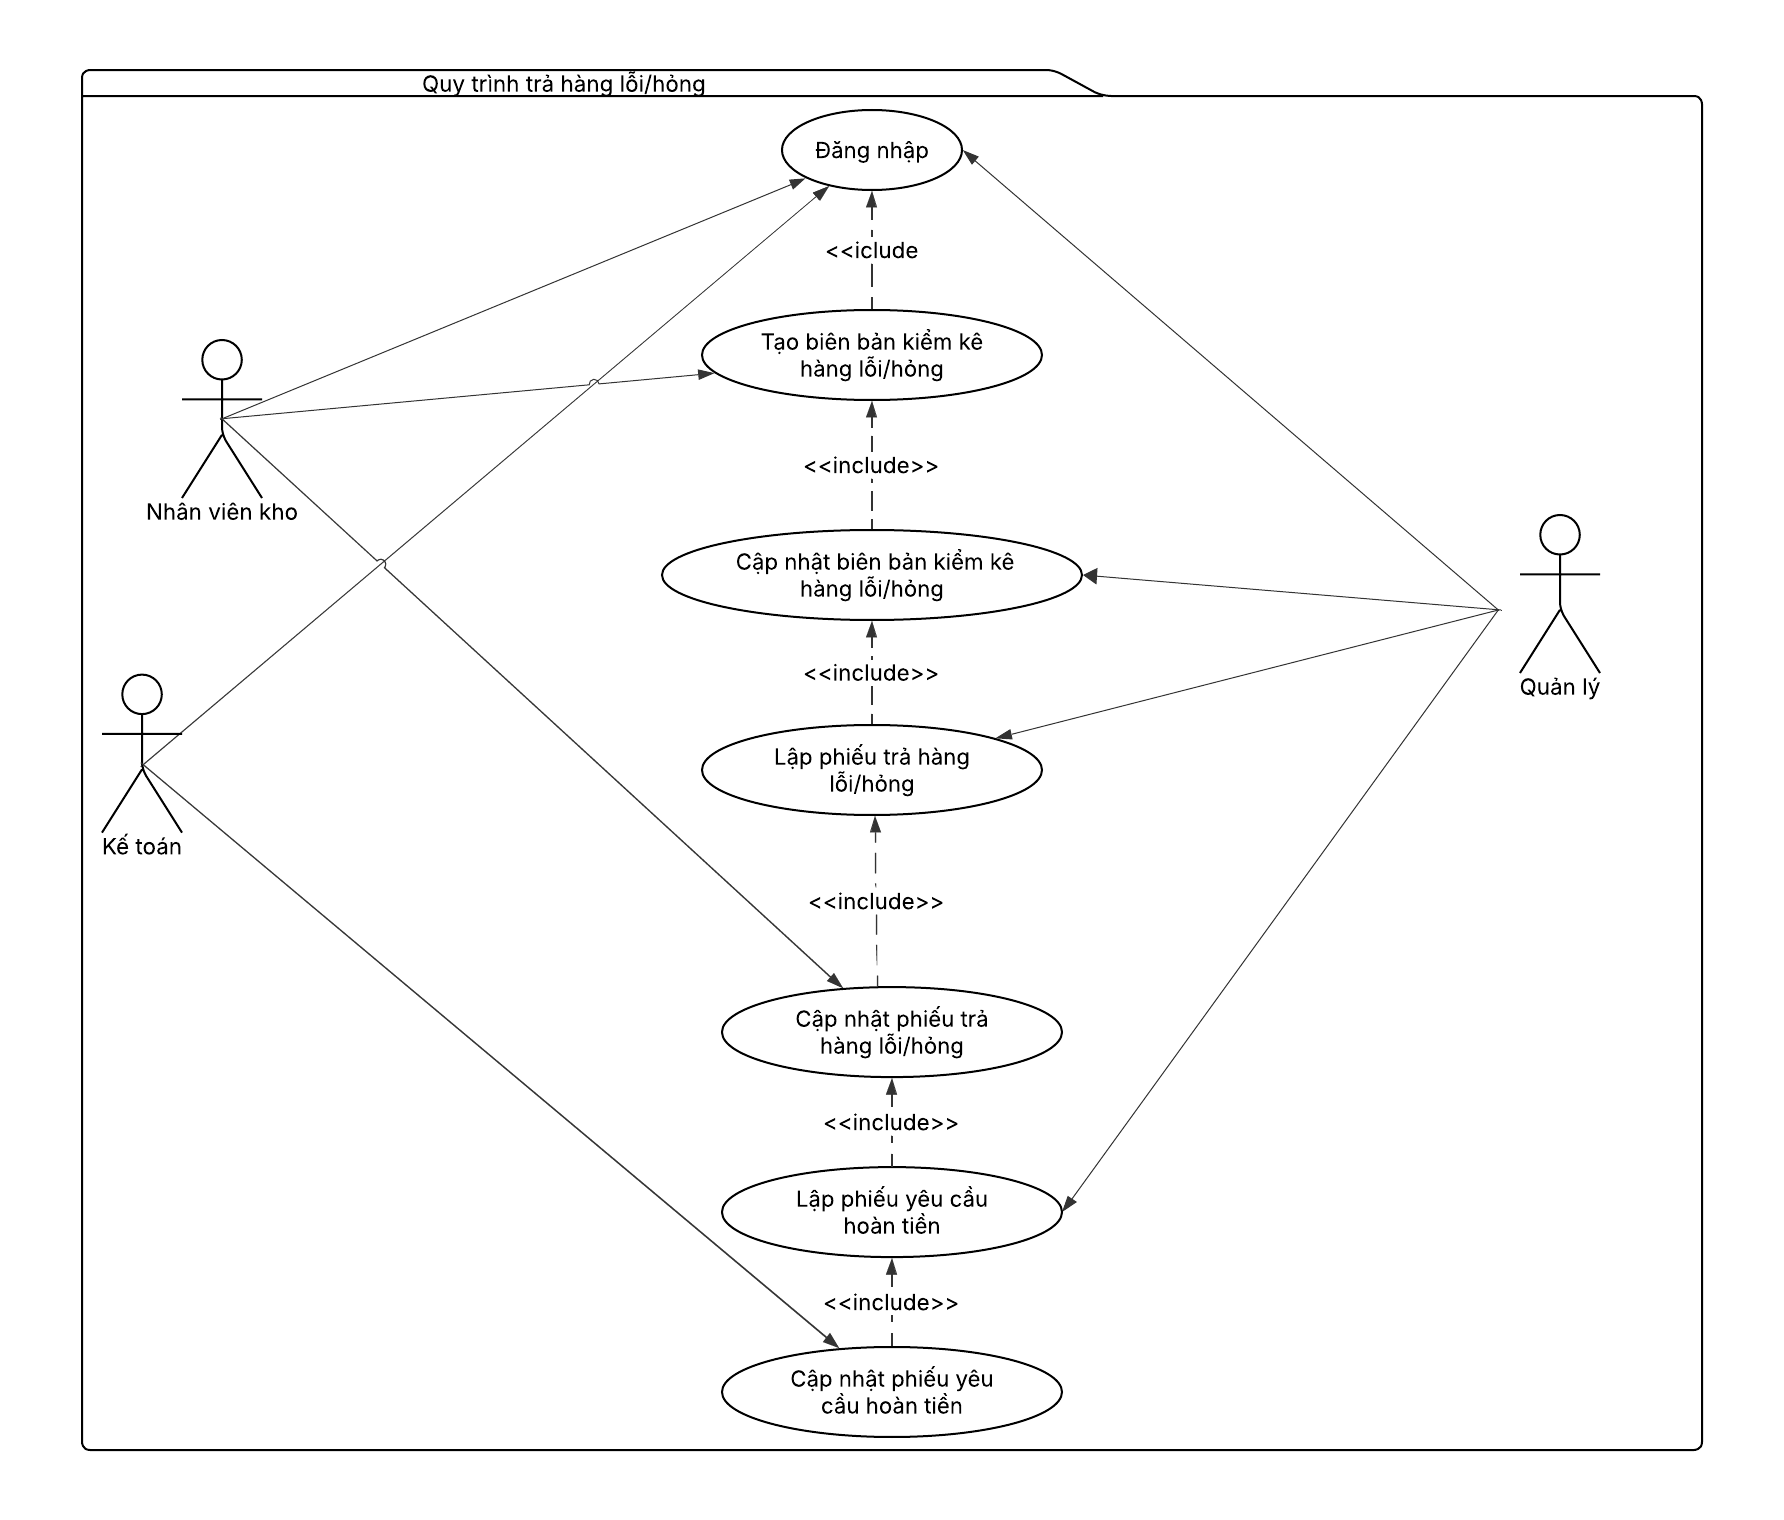 Quy trình trả hàng lỗi/hỏng
Đăng nhập
<<iclude
Tạo biên bản kiểm kê
hàng lỗi/hỏng
<<include>>
Nhân viên kho
Cập nhật biên bản kiểm kê
hàng lỗi/hỏng
<<include>>
Quản lý
Lập phiếu trả hàng
lỗi/hỏng
Kế toán
<<include>>
Cập nhật phiếu trả
hàng lỗi/hỏng
<<include>>
Lập phiếu yêu cầu
hoàn tiền
<<include>>
Cập nhật phiếu yêu
cầu hoàn tiền